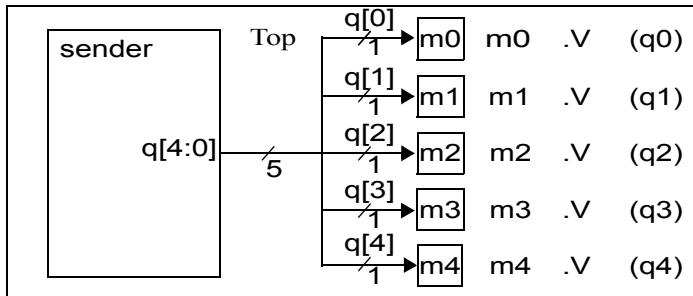 q[0]
sender Top 1 m0 m0 .V (q0)
q[1]
1 m1 m1 .V (q1)
q[2]
q[4:0] 5 1 m2 m2 .V (q2)
q[3]
1 m3 m3 .V (q3)
q[4]
1 m4 m4 .V (q4)